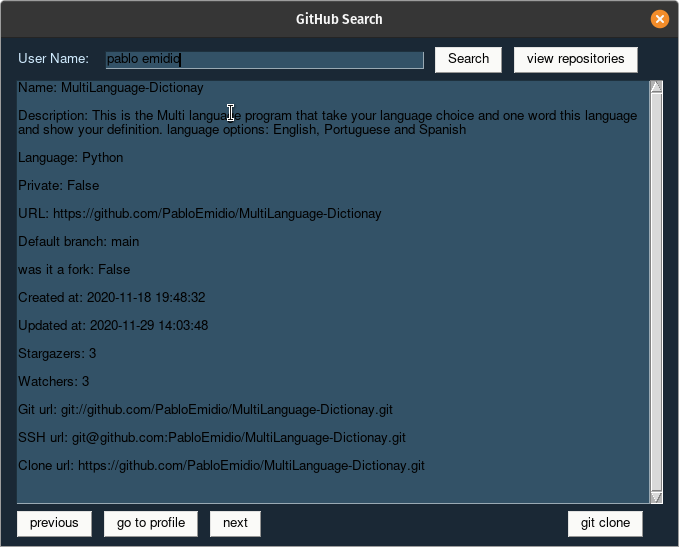 GitHub Search
User Name: pablo emidio Search view repositories
Name: MultiLanguage-Dictionay
Description: This is the Multi language program that take your language choice and one word this language
and show your definition. language options: English, Portuguese and Spanish
Language: Python
Private: False
URL: https://github.com/PabloEmidio/MultiLanguage-Dictionay
Default branch: main
was it a fork: False
Created at: 2020-11-18 19:48:32
Updated at: 2020-11-29 14:03:48
Stargazers: 3
Watchers: 3
Git url: git://github.com/PabloEmidio/MultiLanguage-Dictionay.git
SSH url: git@github.com:PabloEmidio/MultiLanguage-Dictionay.git
Clone url: https://github.com/PabloEmidio/MultiLanguage-Dictionay.git
previous go to profile next git clone